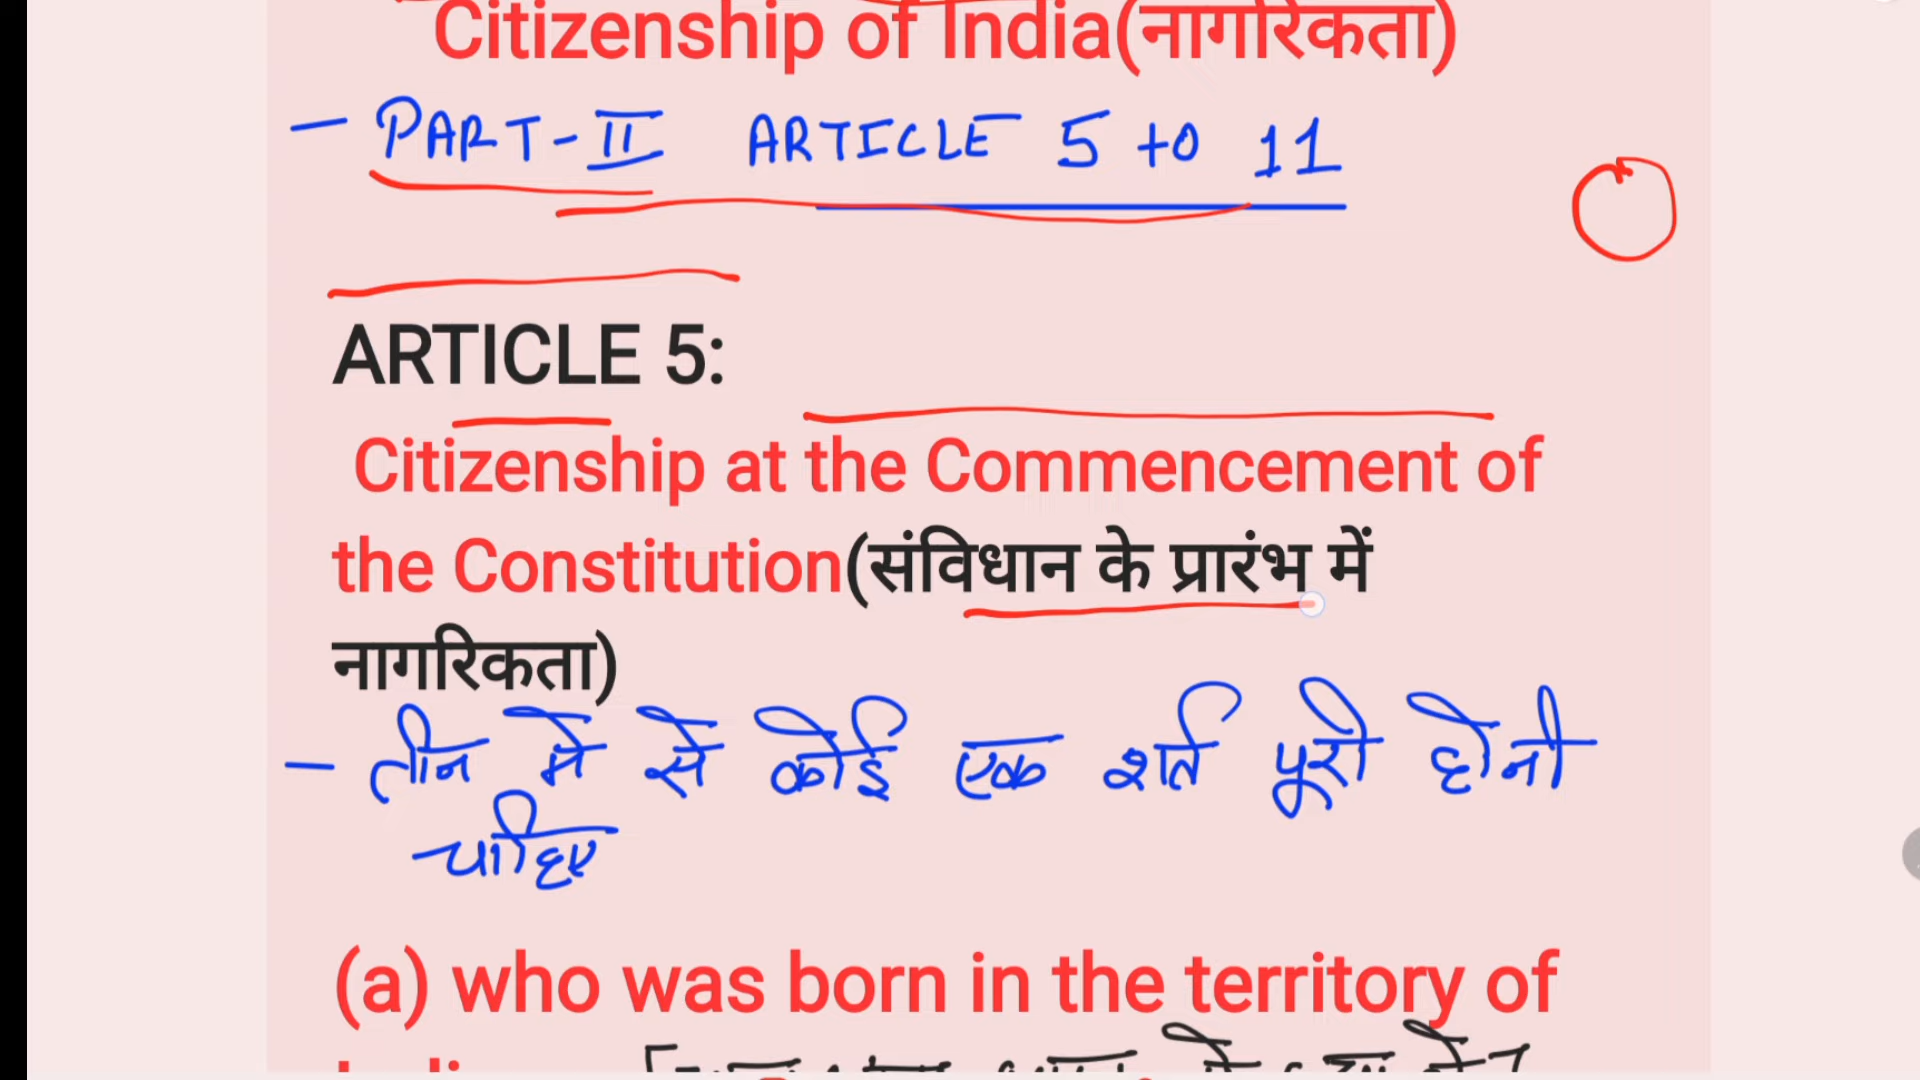 Citizenship of India(नागरिकता)
- PART-II ARTICLE 5 to 11
ARTICLE 5:
Citizenship at the Commencement of
the Constitution(संविधान के प्रारंभ में
नागरिकता)
- तीन में से कोई एक शर्त पूरी होनी
चाहिए
(a) who was born in the territory of